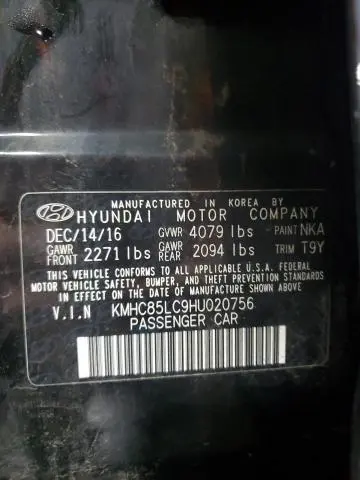 MANUFACTURED IN KOREA BY
HYUNDAI MOTOR COMPANY
DEC/14/16 GVWR 4079 lbs PAINT NKA
GAWR FRONT 2271 lbs GAWR REAR 2094 lbs TRIM T9Y
THIS VEHICLE CONFORMS TO ALL APPLICABLE U.S.A. FEDERAL
MOTOR VEHICLE SAFETY, BUMPER, AND THEFT PREVENTION
STANDARDS IN EFFECT ON THE DATE OF MANUFACTURE SHOWN ABOVE.
V.I.N KMHC85LC9HU020756
PASSENGER CAR